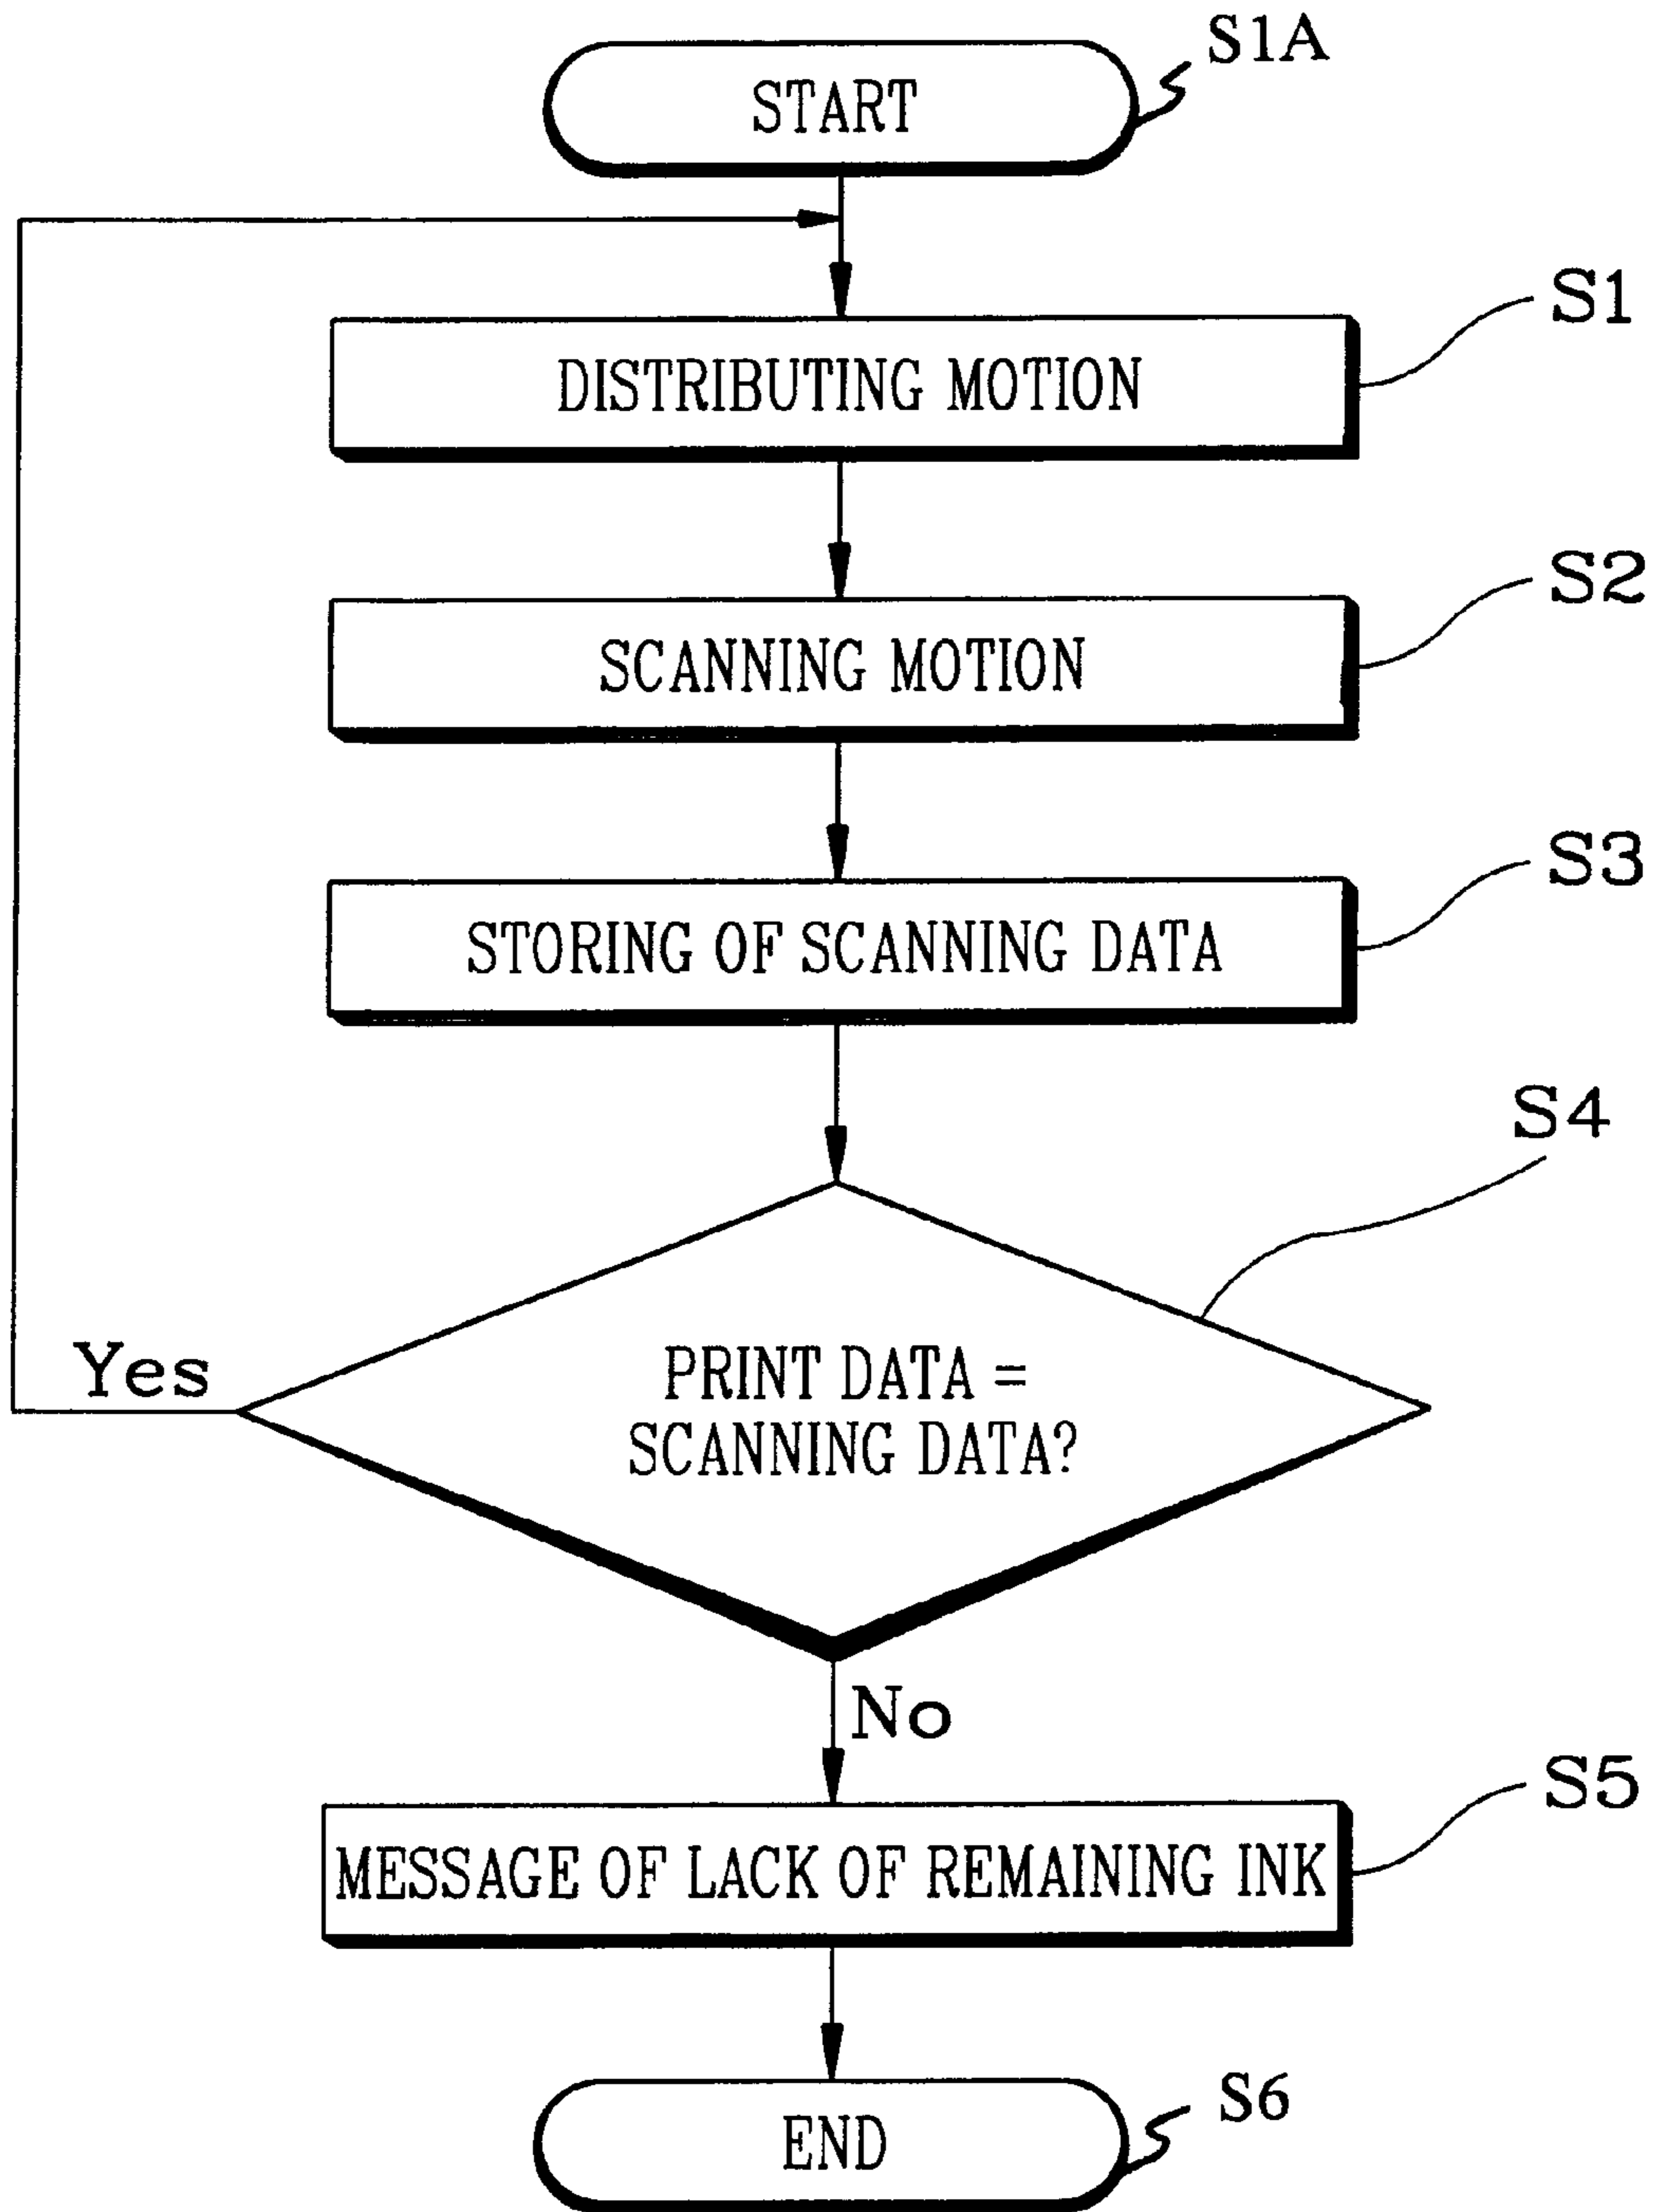 START
S1A
DISTRIBUTING MOTION
S1
SCANNING MOTION
S2
STORING OF SCANNING DATA
S3
S4
Yes
PRINT DATA =
SCANNING DATA?
No
MESSAGE OF LACK OF REMAINING INK
S5
END
S6